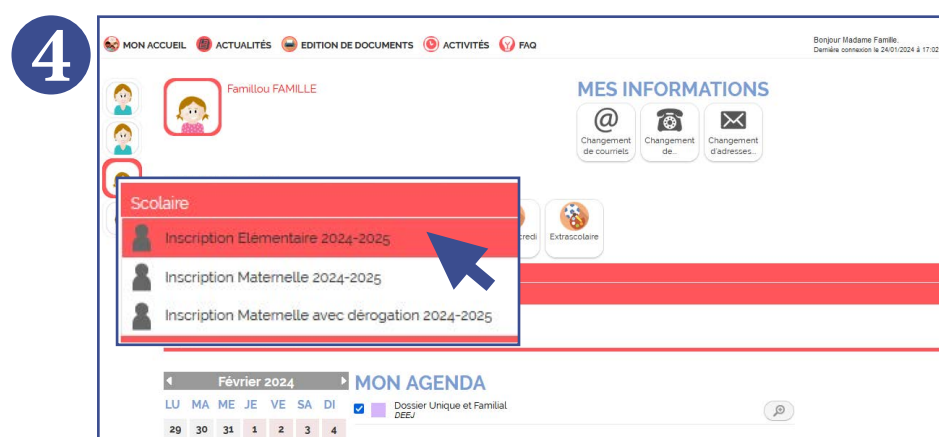 4
MON ACCUEIL ACTUALITÉS EDITION DE DOCUMENTS ACTIVITÉS FAQ
Bonjour Madame Famille,
Dernière connexion le 24/01/2024 à 17:02
Famillou FAMILLE
MES INFORMATIONS
Changement de courriels
Changement de...
Changement d'adresses...
Extrascolaire
Scolaire
Inscription Elémentaire 2024-2025
Inscription Maternelle 2024-2025
Inscription Maternelle avec dérogation 2024-2025
Février 2024
LU MA ME JE VE SA DI
29 30 31 1 2 3 4
MON AGENDA
Dossier Unique et Familial
DEEJ